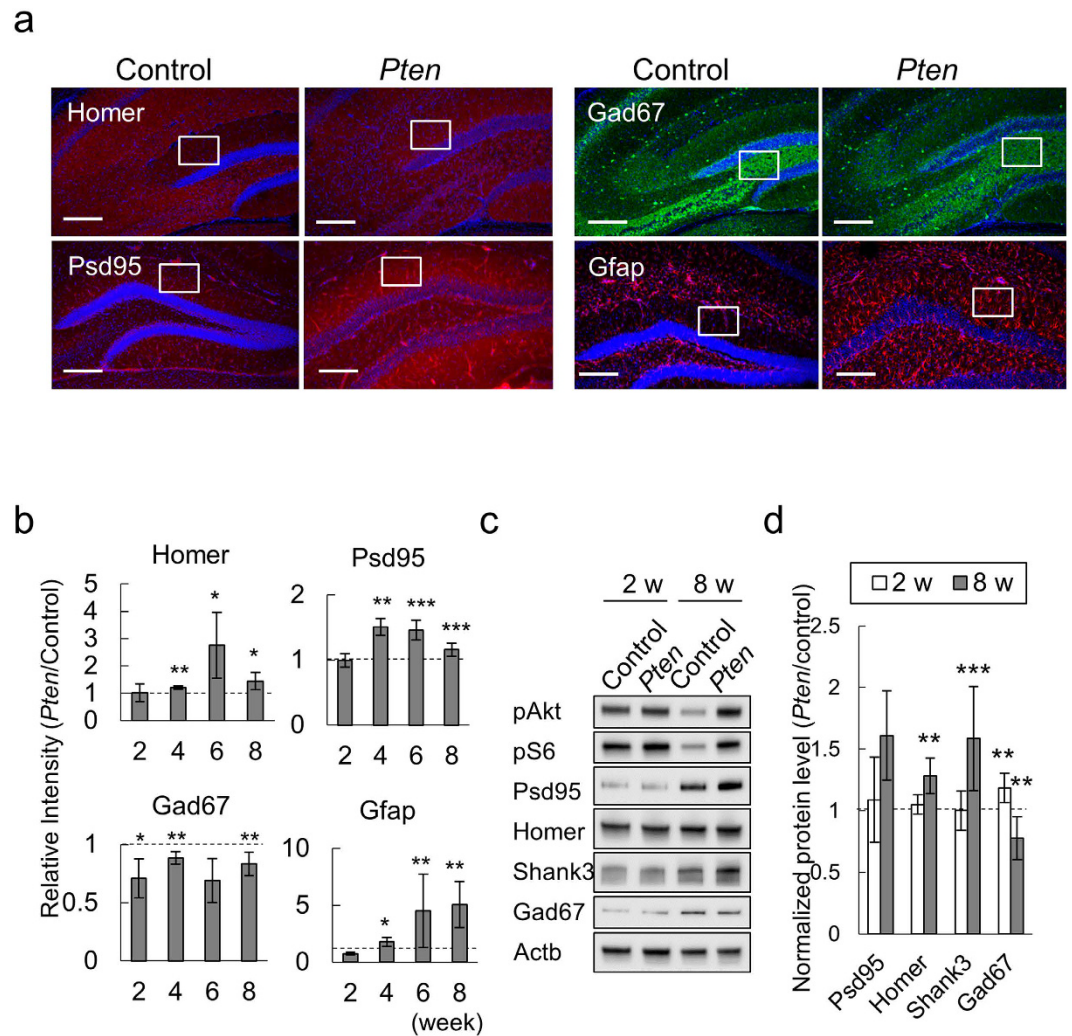 a
Control Pten Control Pten
Homer Gad67
Psd95 Gfap
b
Relative Intensity (Pten/Control)
Homer
5
4
3
2
1
0
** * *
2 4 6 8
Psd95
2
1
0
** *** ***
2 4 6 8
Gad67
1
0.5
0
* ** **
2 4 6 8
Gfap
10
5
0
* ** **
2 4 6 8
(week)
c
2 w 8 w
Control Pten Control Pten
pAkt
pS6
Psd95
Homer
Shank3
Gad67
Actb
d
2 w 8 w
Normalized protein level (Pten/control)
2.5
2
1.5
1
0.5
0
** *** ** **
Psd95 Homer Shank3 Gad67